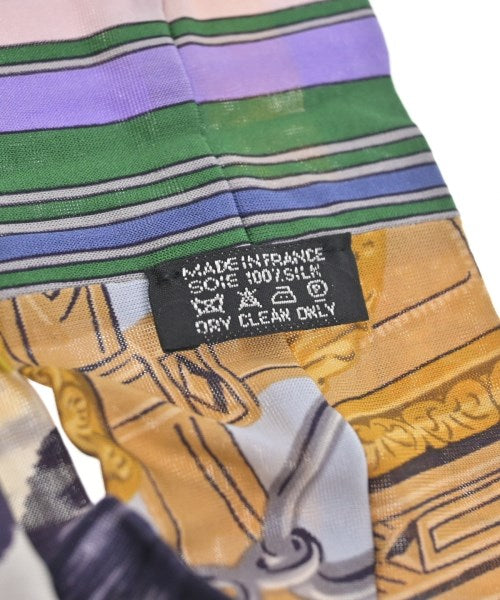 MADE IN FRANCE
SOIE 100% SILK
DRY CLEAN ONLY